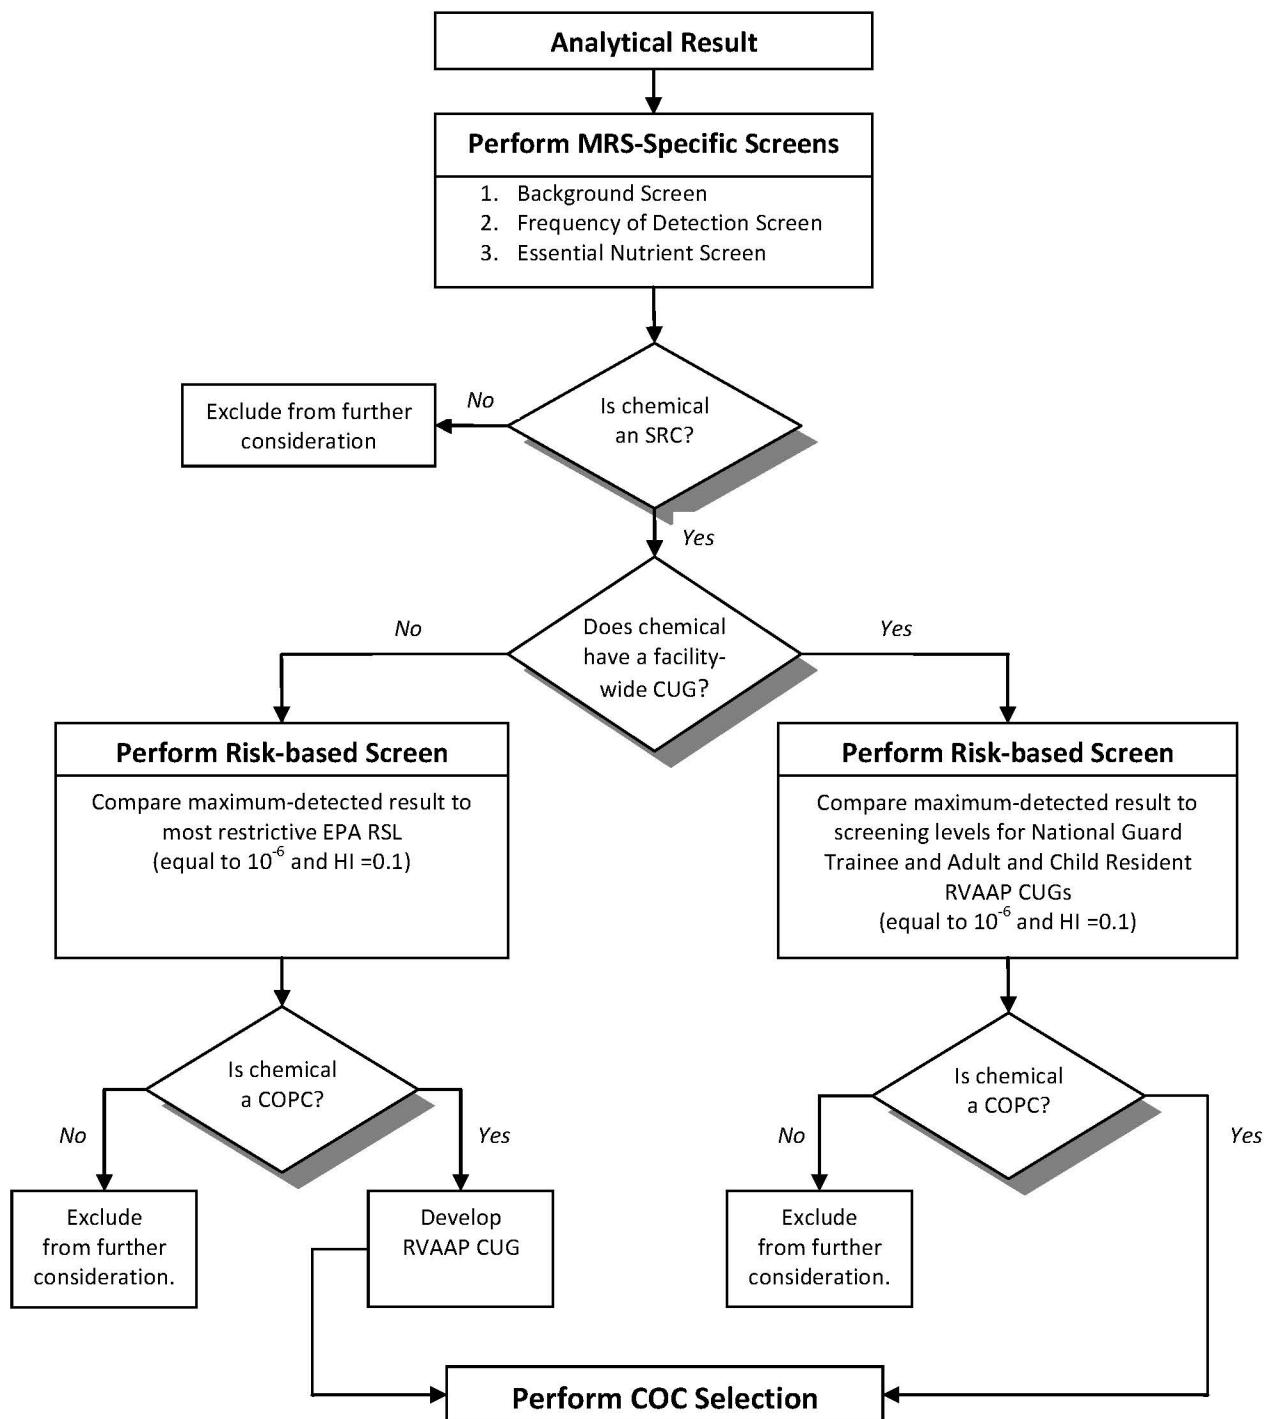 Analytical Result
Perform MRS-Specific Screens
1. Background Screen
2. Frequency of Detection Screen
3. Essential Nutrient Screen
Is chemical
an SRC?
No
Exclude from further
consideration
Yes
Does chemical
have a facility-
wide CUG?
No
Yes
Perform Risk-based Screen
Compare maximum-detected result to
most restrictive EPA RSL
(equal to 10⁻⁶ and HI =0.1)
Perform Risk-based Screen
Compare maximum-detected result to
screening levels for National Guard
Trainee and Adult and Child Resident
RVAAP CUGs
(equal to 10⁻⁶ and HI =0.1)
Is chemical
a COPC?
No
Yes
Exclude
from further
consideration.
Develop
RVAAP CUG
Is chemical
a COPC?
No
Yes
Exclude
from further
consideration.
Perform COC Selection